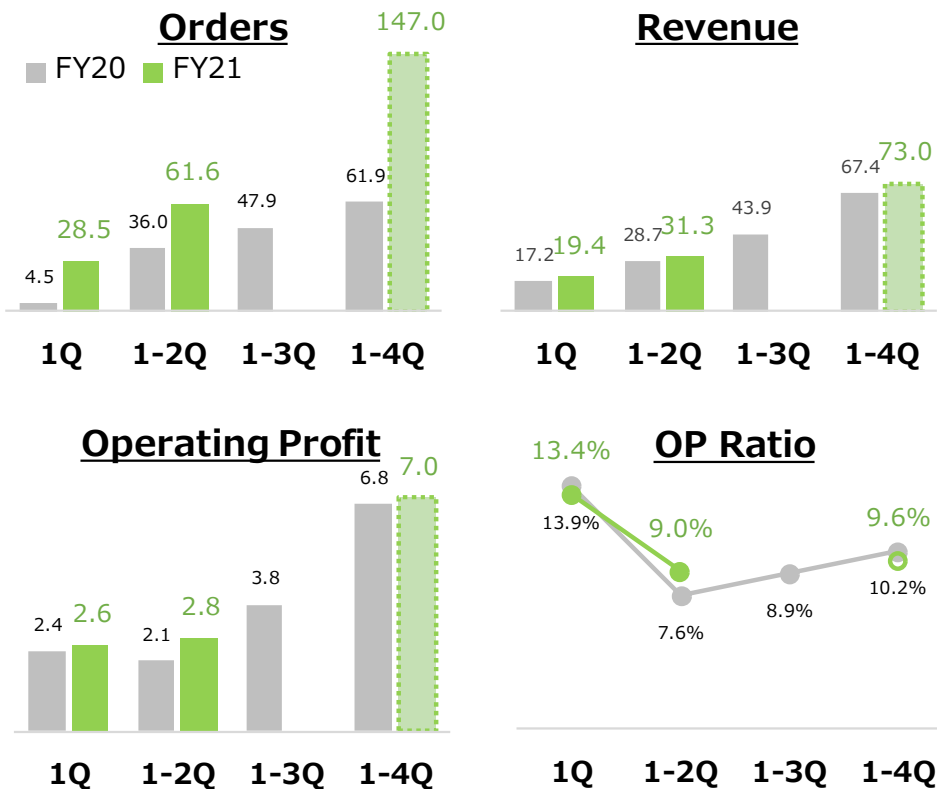 Orders
FY20 FY21
4.5 28.5 36.0 61.6 47.9 61.9 147.0
1Q 1-2Q 1-3Q 1-4Q
Revenue
17.2 19.4 28.7 31.3 43.9 67.4 73.0
1Q 1-2Q 1-3Q 1-4Q
Operating Profit
2.4 2.6 2.1 2.8 3.8 6.8 7.0
1Q 1-2Q 1-3Q 1-4Q
OP Ratio
13.4% 9.0% 9.6%
13.9% 7.6% 8.9% 10.2%
1Q 1-2Q 1-3Q 1-4Q